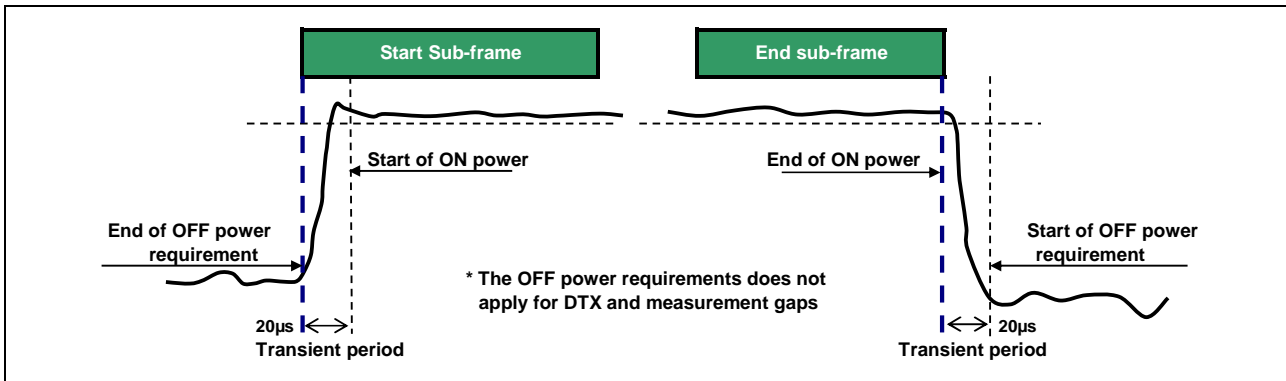 Start Sub-frame
End sub-frame
Start of ON power
End of ON power
End of OFF power
requirement
Start of OFF power
requirement
* The OFF power requirements does not
apply for DTX and measurement gaps
20µs
Transient period
20µs
Transient period